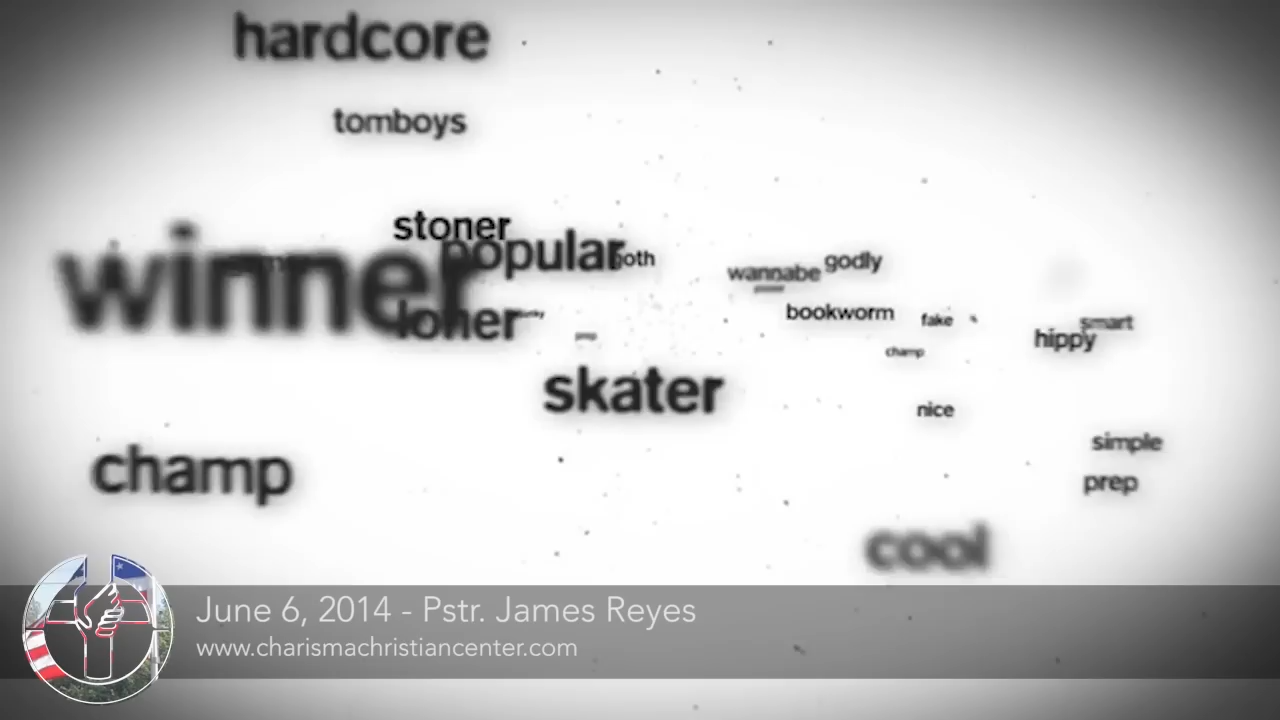 hardcore
tomboys
stoner
popular
winner
wannabe
godly
loner
bookworm
fake
smart
hippy
champ
skater
nice
simple
champ
prep
cool
June 6, 2014 - Pstr. James Reyes
www.charismachristiancenter.com